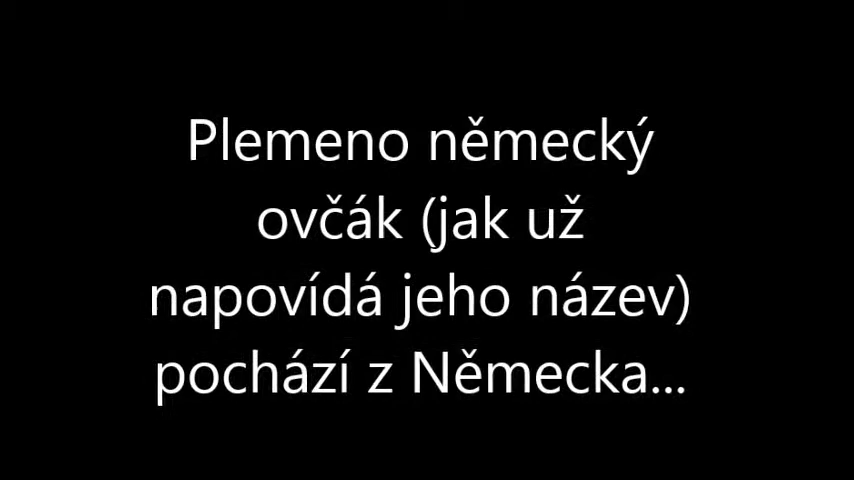 Plemeno německý
ovčák (jak už
napovídá jeho název)
pochází z Německa...